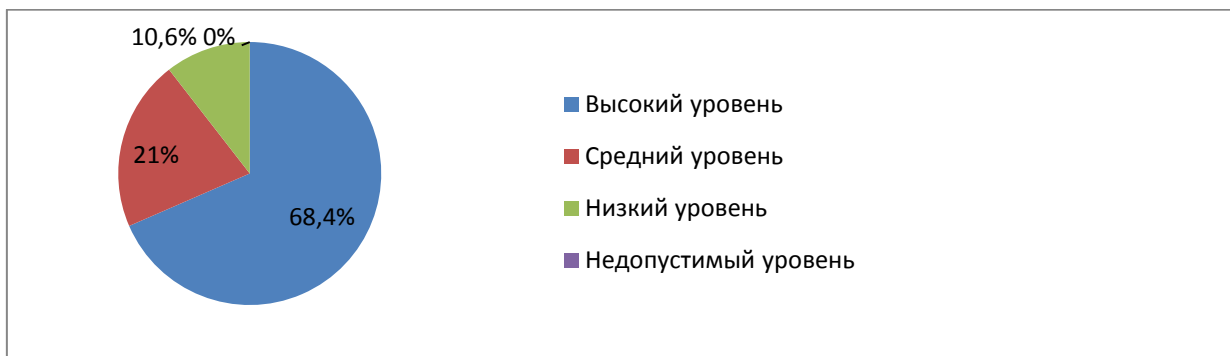 10,6% 0%
21%
68,4%
Высокий уровень
Средний уровень
Низкий уровень
Недопустимый уровень